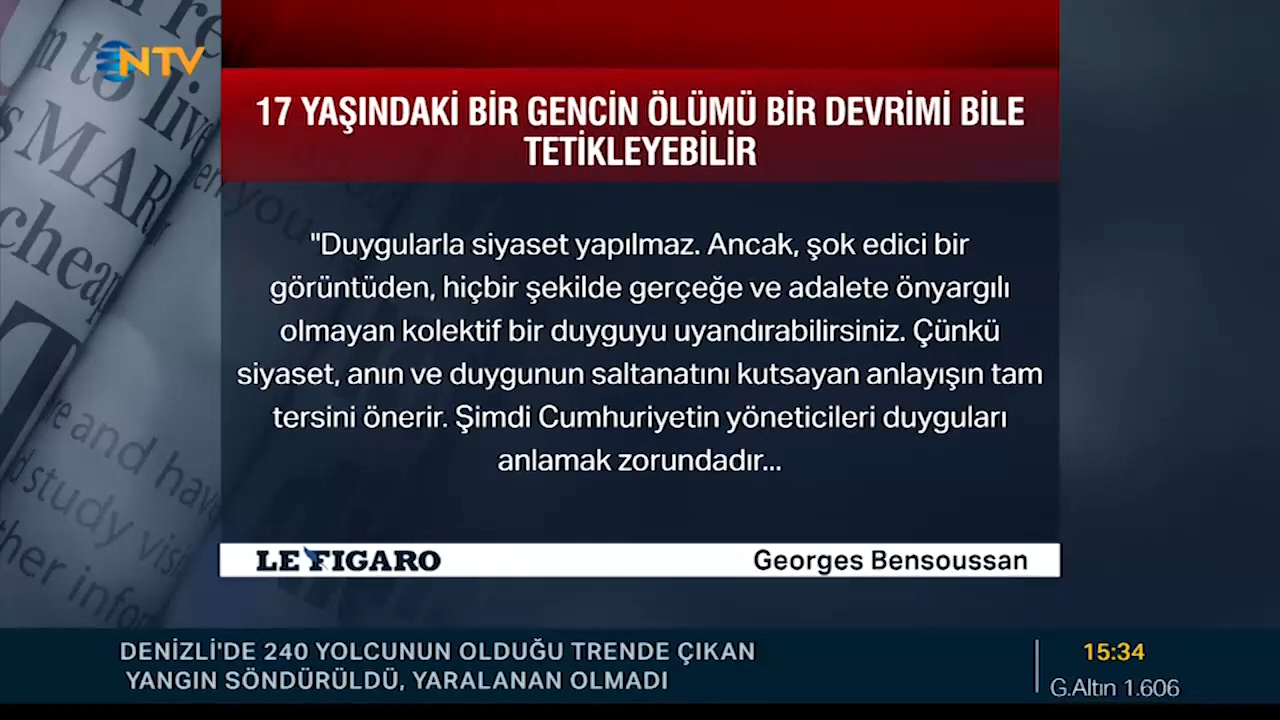 NTV
17 YAŞINDAKİ BİR GENCİN ÖLÜMÜ BİR DEVRİMİ BİLE
TETİKLEYEBİLİR
"Duygularla siyaset yapılmaz. Ancak, şok edici bir
görüntüden, hiçbir şekilde gerçeğe ve adalete önyargılı
olmayan kolektif bir duyguyu uyandırabilirsiniz. Çünkü
siyaset, anın ve duygunun saltanatını kutsayan anlayışın tam
tersini önerir. Şimdi Cumhuriyetin yöneticileri duyguları
anlamak zorundadır...
LE FIGARO
Georges Bensoussan
DENİZLİ'DE 240 YOLCUNUN OLDUĞU TRENDE ÇIKAN
YANGIN SÖNDÜRÜLDÜ, YARALANAN OLMADI
15:34
G.Altın 1.606